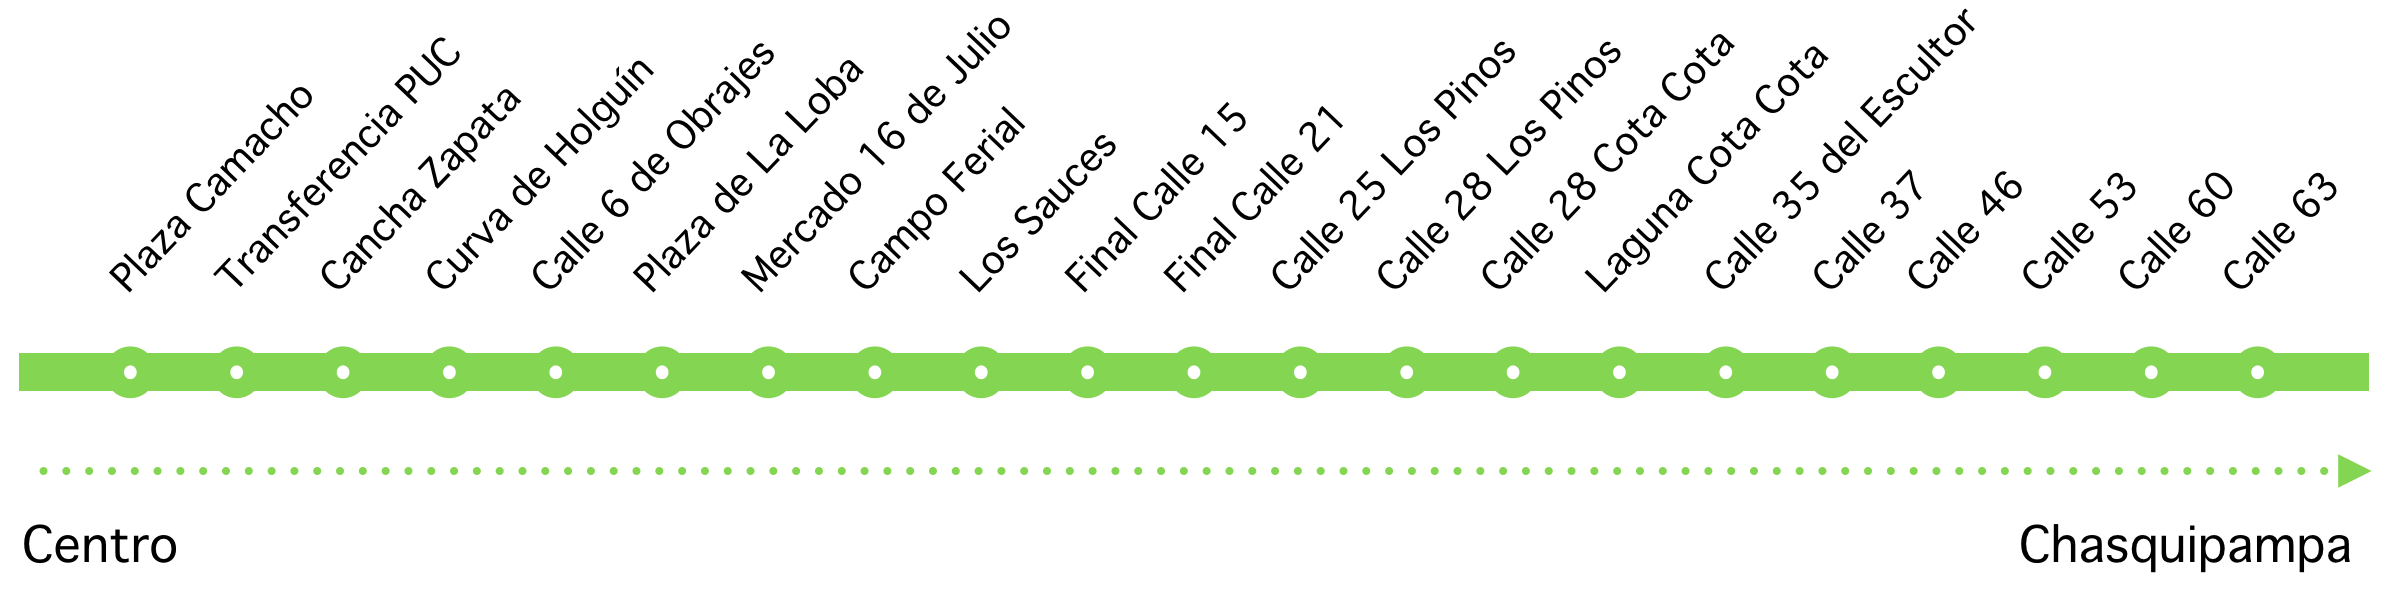 Plaza Camacho
Transferencia PUC
Cancha Zapata
Curva de Holguín
Calle 6 de Obrajes
Plaza de La Loba
Mercado 16 de Julio
Campo Ferial
Los Sauces
Final Calle 15
Final Calle 21
Calle 25 Los Pinos
Calle 28 Los Pinos
Calle 28 Cota Cota
Laguna Cota Cota
Calle 35 del Escultor
Calle 37
Calle 46
Calle 53
Calle 60
Calle 63
Centro
Chasquipampa